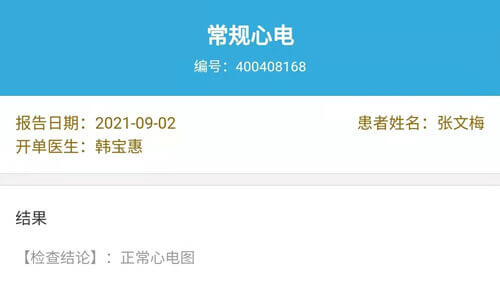 常规心电
编号：400408168
报告日期：2021-09-02 患者姓名：张文梅
开单医生：韩宝惠
结果
【检查结论】：正常心电图